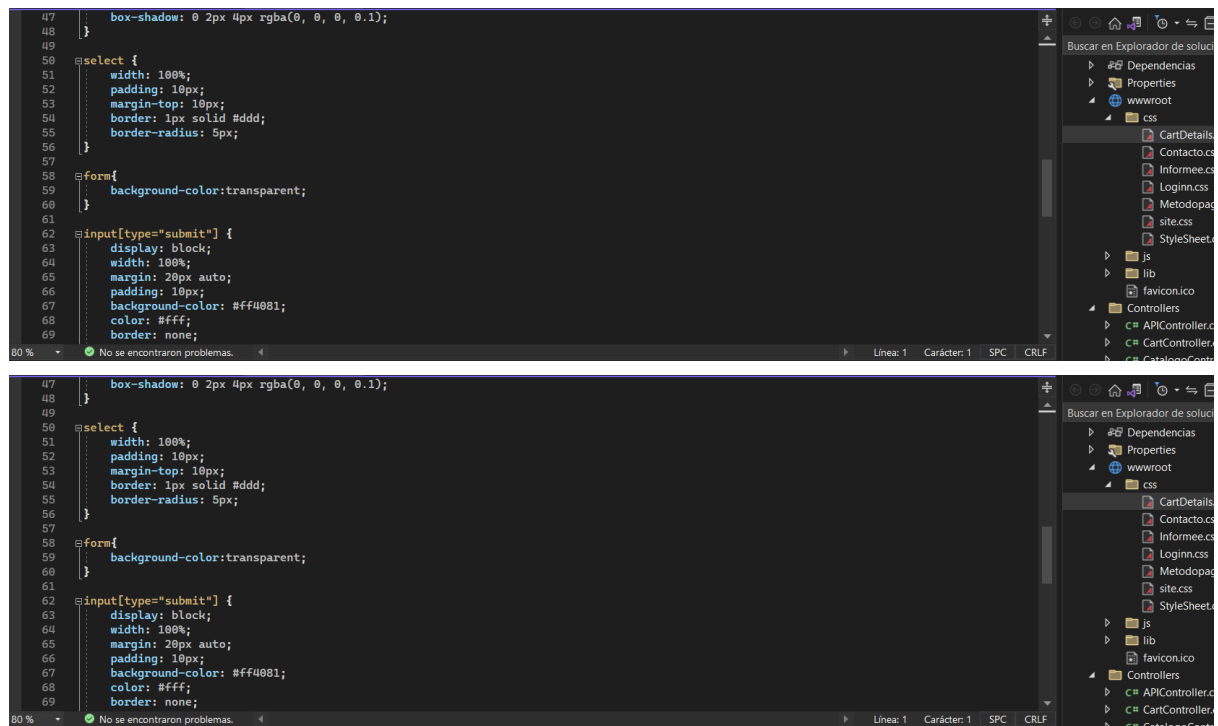 47 box-shadow: 0 2px 4px rgba(0, 0, 0, 0.1);
48 }
49
50 select {
51 width: 100%;
52 padding: 10px;
53 margin-top: 10px;
54 border: 1px solid #ddd;
55 border-radius: 5px;
56 }
57
58 form{
59 background-color:transparent;
60 }
61
62 input[type="submit"] {
63 display: block;
64 width: 100%;
65 margin: 20px auto;
66 padding: 10px;
67 background-color: #ff4081;
68 color: #fff;
69 border: none;
80 % No se encontraron problemas. Línea: 1 Carácter: 1 SPC CRLF
Buscar en Explorador de soluci
Dependencias
Properties
wwwroot
css
CartDetails.
Contacto.cs
Informee.cs
Loginn.css
Metodopag
site.css
StyleSheet.c
js
lib
favicon.ico
Controllers
C# APIController.c
C# CartController.c
C# CatalogoContr
47 box-shadow: 0 2px 4px rgba(0, 0, 0, 0.1);
48 }
49
50 select {
51 width: 100%;
52 padding: 10px;
53 margin-top: 10px;
54 border: 1px solid #ddd;
55 border-radius: 5px;
56 }
57
58 form{
59 background-color:transparent;
60 }
61
62 input[type="submit"] {
63 display: block;
64 width: 100%;
65 margin: 20px auto;
66 padding: 10px;
67 background-color: #ff4081;
68 color: #fff;
69 border: none;
80 % No se encontraron problemas. Línea: 1 Carácter: 1 SPC CRLF
Buscar en Explorador de soluci
Dependencias
Properties
wwwroot
css
CartDetails.
Contacto.cs
Informee.cs
Loginn.css
Metodopag
site.css
StyleSheet.c
js
lib
favicon.ico
Controllers
C# APIController.c
C# CartController.c
C# CatalogoContr